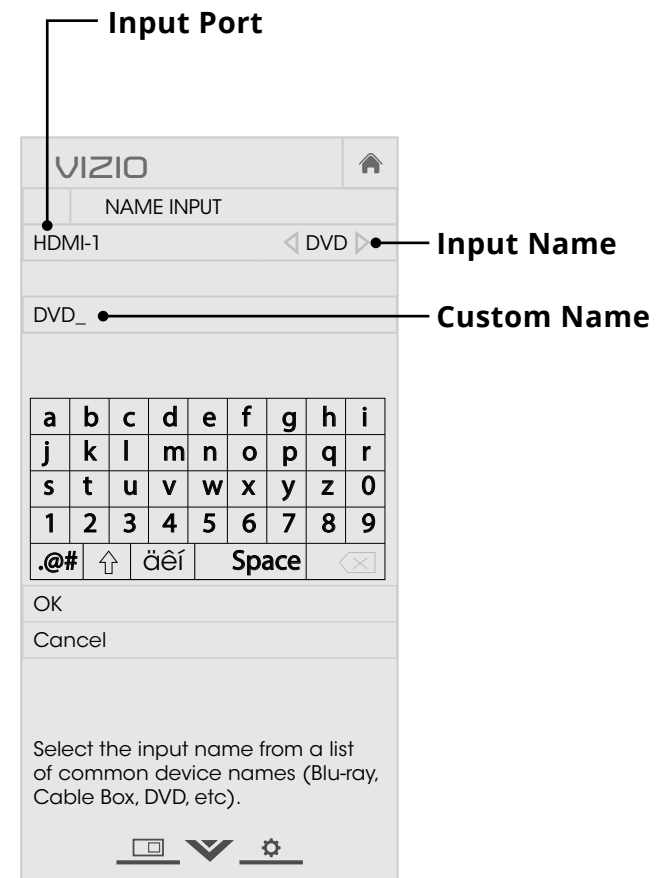 Input Port
VIZIO
NAME INPUT
HDMI-1 DVD
Input Name
DVD_
Custom Name
a b c d e f g h i
j k l m n o p q r
s t u v w x y z 0
1 2 3 4 5 6 7 8 9
.@# äêí Space
OK
Cancel
Select the input name from a list
of common device names (Blu-ray,
Cable Box, DVD, etc).